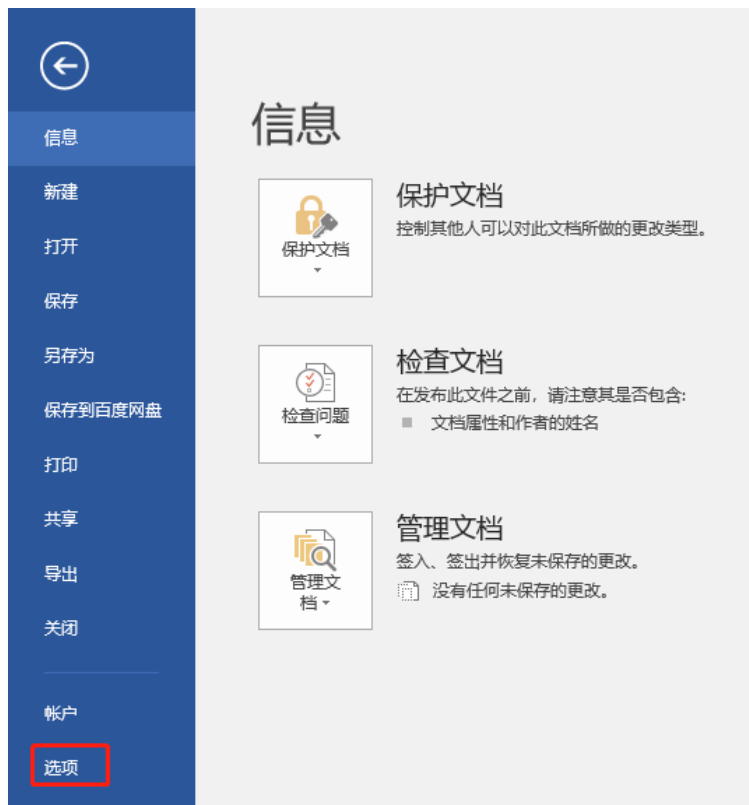 信息
新建
打开
保存
另存为
保存到百度网盘
打印
共享
导出
关闭
帐户
选项
信息
保护文档
保护文档
控制其他人可以对此文档所做的更改类型。
检查问题
检查文档
在发布此文件之前，请注意其是否包含:
文档属性和作者的姓名
管理文
档
管理文档
签入、签出并恢复未保存的更改。
没有任何未保存的更改。